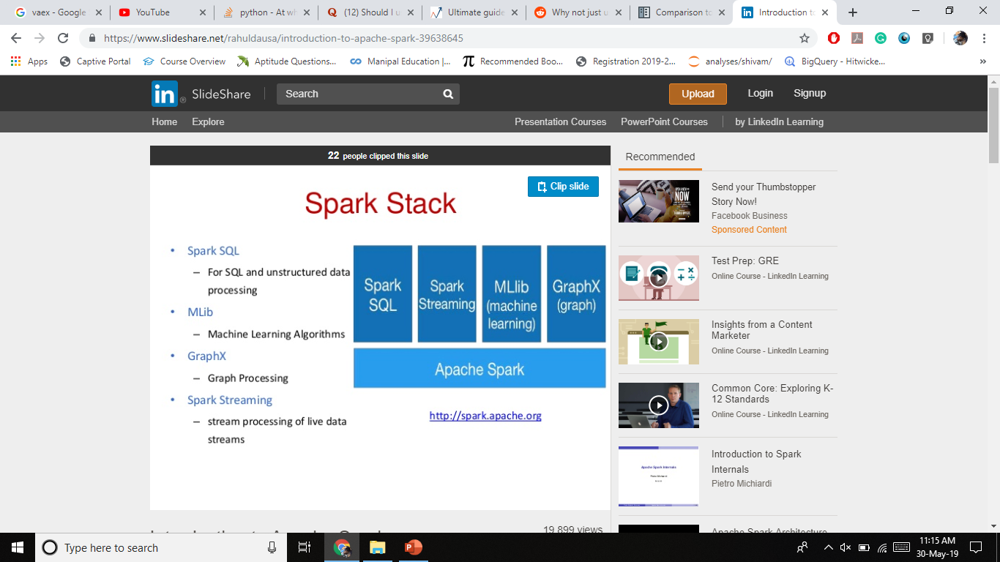 vaex - Google
YouTube
python - At wh
(12) Should I u
Ultimate guide
Why not just u
Comparison to
Introduction to
https://www.slideshare.net/rahuldausa/introduction-to-apache-spark-39638645
Apps
Captive Portal
Course Overview
Aptitude Questions...
Manipal Education |...
Recommended Boo...
Registration 2019-2...
analyses/shivam/
BigQuery - Hitwicke...
in SlideShare
Search
Upload
Login
Signup
Home
Explore
Presentation Courses
PowerPoint Courses
by LinkedIn Learning
22 people clipped this slide
Clip slide
Spark Stack
• Spark SQL
– For SQL and unstructured data
processing
• MLib
– Machine Learning Algorithms
• GraphX
– Graph Processing
• Spark Streaming
– stream processing of live data
streams
Spark
SQL
Spark
Streaming
MLlib
(machine
learning)
GraphX
(graph)
Apache Spark
http://spark.apache.org
19,899 views
Recommended
Send your Thumbstopper
Story Now!
Facebook Business
Sponsored Content
Test Prep: GRE
Online Course - LinkedIn Learning
Insights from a Content
Marketer
Online Course - LinkedIn Learning
Common Core: Exploring K-
12 Standards
Online Course - LinkedIn Learning
Apache Spark Internals
Pietro Michiardi
Introduction to Spark
Internals
Pietro Michiardi
Apache Spark Architecture
Type here to search
11:15 AM
30-May-19